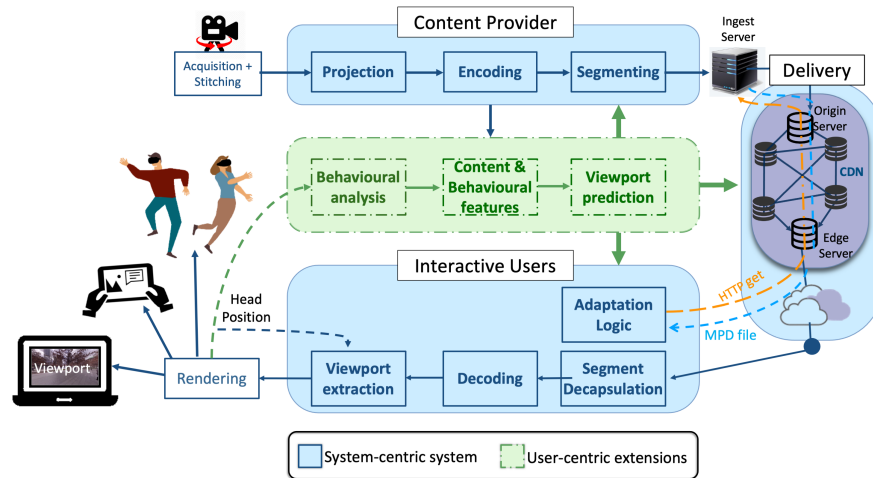 Content Provider
Ingest
Server
Acquisition +
Stitching
Projection
Encoding
Segmenting
Delivery
Origin
Server
CDN
Edge
Server
Behavioural
analysis
Content &
Behavioural
features
Viewport
prediction
Interactive Users
HTTP get
MPD file
Adaptation
Logic
Head
Position
Viewport
Rendering
Viewport
extraction
Decoding
Segment
Decapsulation
System-centric system
User-centric extensions